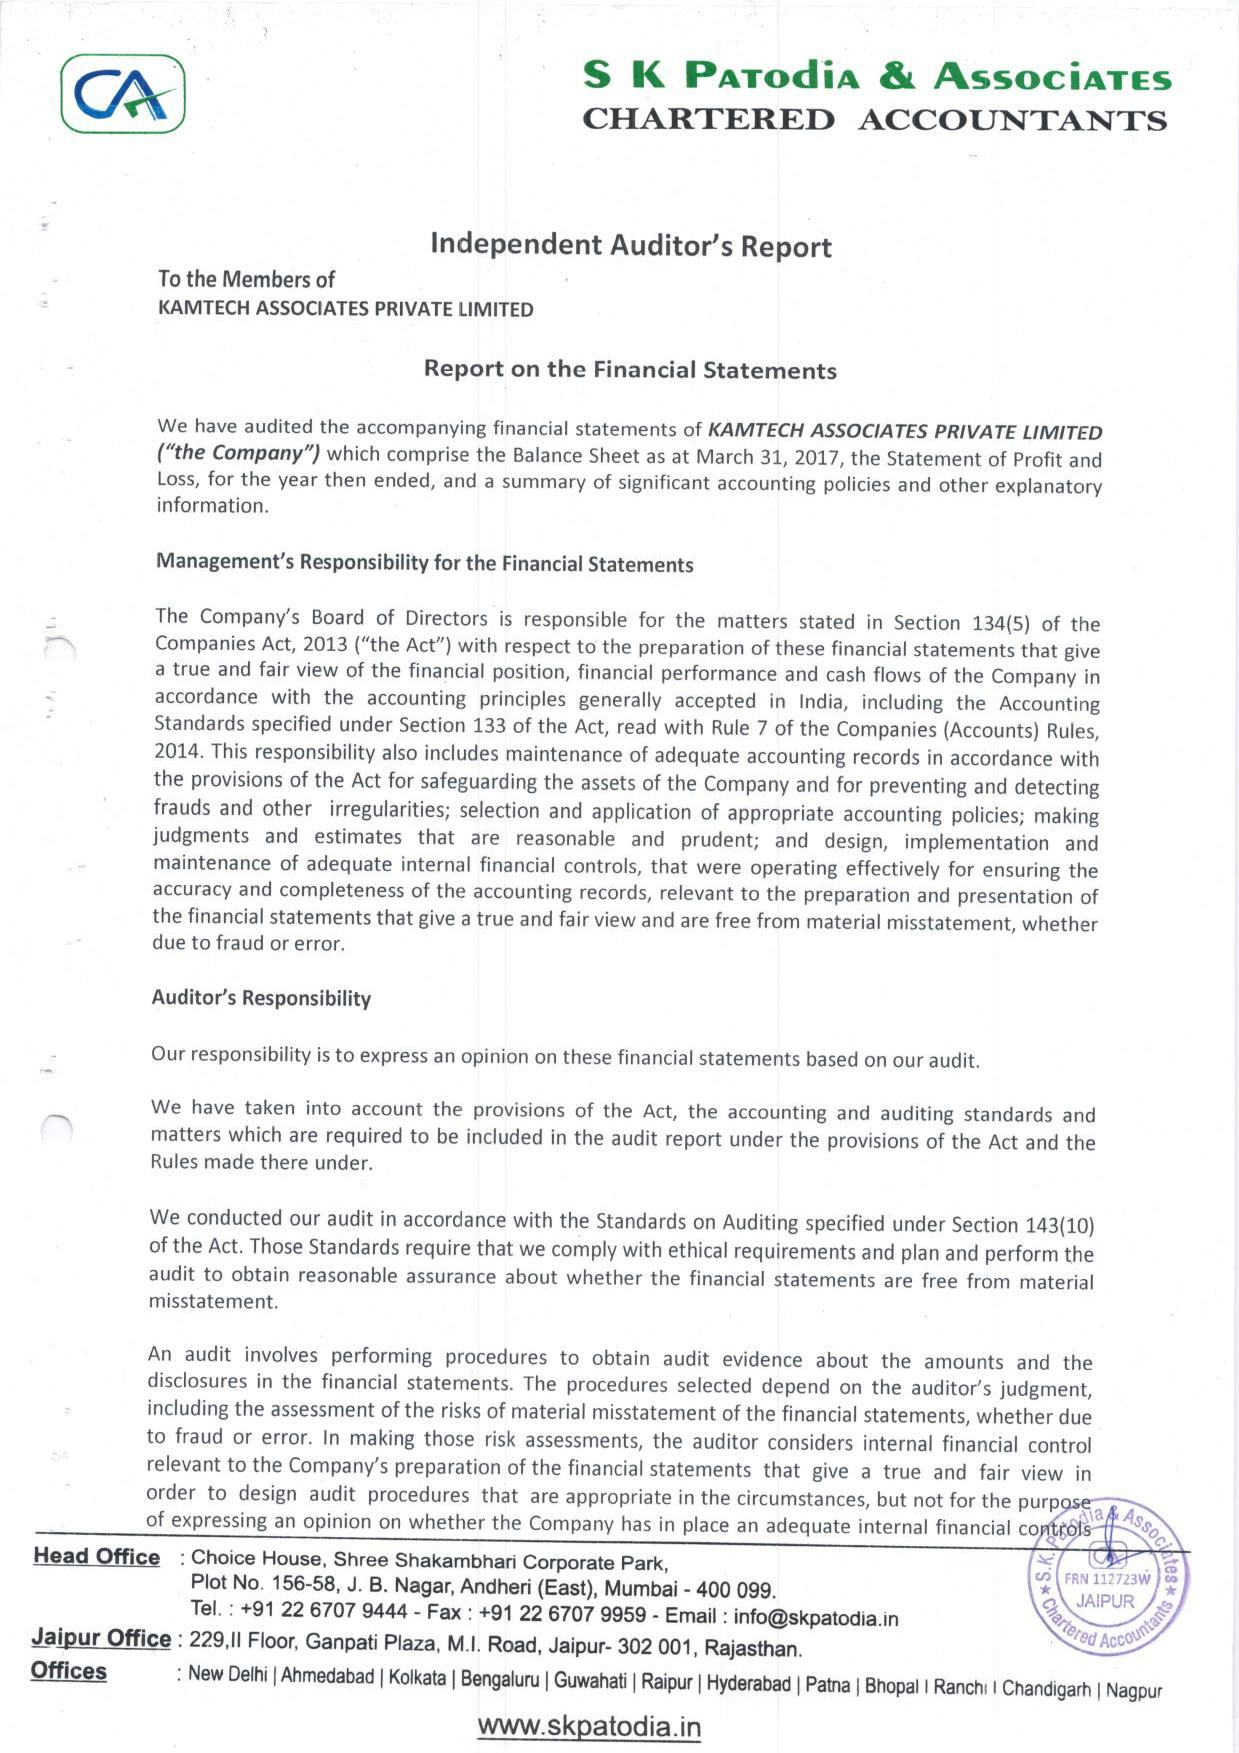 CA
S K PATODIA & ASSOCIATES
CHARTERED ACCOUNTANTS
Independent Auditor's Report
To the Members of
KAMTECH ASSOCIATES PRIVATE LIMITED
Report on the Financial Statements
We have audited the accompanying financial statements of KAMTECH ASSOCIATES PRIVATE LIMITED
("the Company") which comprise the Balance Sheet as at March 31, 2017, the Statement of Profit and
Loss, for the year then ended, and a summary of significant accounting policies and other explanatory
information.
Management's Responsibility for the Financial Statements
The Company's Board of Directors is responsible for the matters stated in Section 134(5) of the
Companies Act, 2013 ("the Act") with respect to the preparation of these financial statements that give
a true and fair view of the financial position, financial performance and cash flows of the Company in
accordance with the accounting principles generally accepted in India, including the Accounting
Standards specified under Section 133 of the Act, read with Rule 7 of the Companies (Accounts) Rules,
2014. This responsibility also includes maintenance of adequate accounting records in accordance with
the provisions of the Act for safeguarding the assets of the Company and for preventing and detecting
frauds and other irregularities; selection and application of appropriate accounting policies; making
judgments and estimates that are reasonable and prudent; and design, implementation and
maintenance of adequate internal financial controls, that were operating effectively for ensuring the
accuracy and completeness of the accounting records, relevant to the preparation and presentation of
the financial statements that give a true and fair view and are free from material misstatement, whether
due to fraud or error.
Auditor's Responsibility
Our responsibility is to express an opinion on these financial statements based on our audit.
We have taken into account the provisions of the Act, the accounting and auditing standards and
matters which are required to be included in the audit report under the provisions of the Act and the
Rules made there under.
We conducted our audit in accordance with the Standards on Auditing specified under Section 143(10)
of the Act. Those Standards require that we comply with ethical requirements and plan and perform the
audit to obtain reasonable assurance about whether the financial statements are free from material
misstatement.
An audit involves performing procedures to obtain audit evidence about the amounts and the
disclosures in the financial statements. The procedures selected depend on the auditor's judgment,
including the assessment of the risks of material misstatement of the financial statements, whether due
to fraud or error. In making those risk assessments, the auditor considers internal financial control
relevant to the Company's preparation of the financial statements that give a true and fair view in
order to design audit procedures that are appropriate in the circumstances, but not for the purpose
of expressing an opinion on whether the Company has in place an adequate internal financial controls
S.K. Patodia & Associates
FRN 112723W
JAIPUR
★ Chartered Accountants ★
Head Office : Choice House, Shree Shakambhari Corporate Park,
Plot No. 156-58, J. B. Nagar, Andheri (East), Mumbai - 400 099.
Tel. : +91 22 6707 9444 - Fax : +91 22 6707 9959 - Email : info@skpatodia.in
Jaipur Office : 229,II Floor, Ganpati Plaza, M.I. Road, Jaipur- 302 001, Rajasthan.
Offices : New Delhi | Ahmedabad | Kolkata | Bengaluru | Guwahati | Raipur | Hyderabad | Patna | Bhopal I Ranchi I Chandigarh | Nagpur
www.skpatodia.in